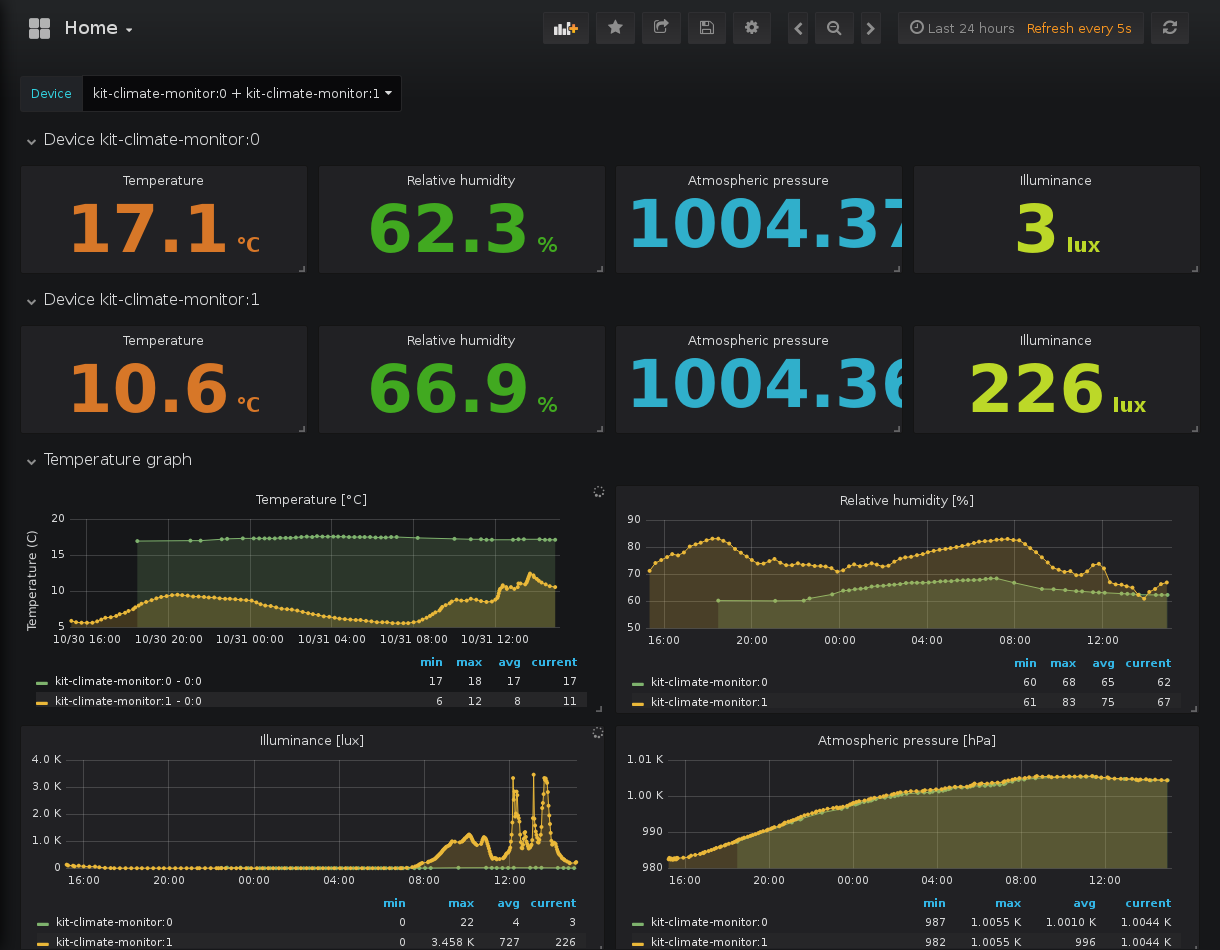 Home
Last 24 hours Refresh every 5s
Device kit-climate-monitor:0 + kit-climate-monitor:1
Device kit-climate-monitor:0
Temperature Relative humidity Atmospheric pressure Illuminance
17.1 °C 62.3 % 1004.37 3 lux
Device kit-climate-monitor:1
Temperature Relative humidity Atmospheric pressure Illuminance
10.6 °C 66.9 % 1004.36 226 lux
Temperature graph
Temperature [°C]
Temperature (C)
20
15
10
5
10/30 16:00 10/30 20:00 10/31 00:00 10/31 04:00 10/31 08:00 10/31 12:00
min max avg current
kit-climate-monitor:0 - 0:0 17 18 17 17
kit-climate-monitor:1 - 0:0 6 12 8 11
Relative humidity [%]
90
80
70
60
50
16:00 20:00 00:00 04:00 08:00 12:00
min max avg current
kit-climate-monitor:0 60 68 65 62
kit-climate-monitor:1 61 83 75 67
Illuminance [lux]
4.0 K
3.0 K
2.0 K
1.0 K
0
16:00 20:00 00:00 04:00 08:00 12:00
min max avg current
kit-climate-monitor:0 0 22 4 3
kit-climate-monitor:1 0 3.458 K 727 226
Atmospheric pressure [hPa]
1.01 K
1.00 K
990
980
16:00 20:00 00:00 04:00 08:00 12:00
min max avg current
kit-climate-monitor:0 987 1.0055 K 1.0010 K 1.0044 K
kit-climate-monitor:1 982 1.0055 K 996 1.0044 K